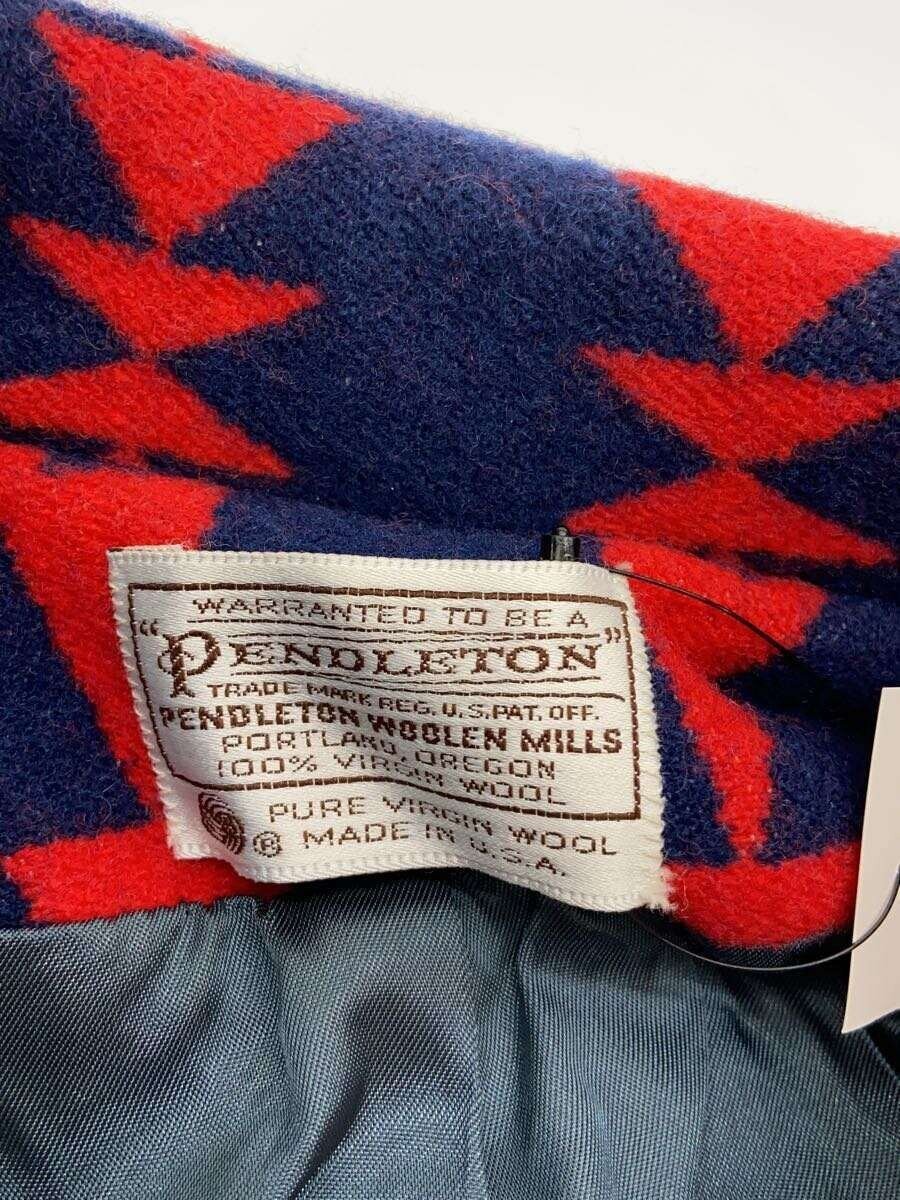 WARRANTED TO BE A
"PENDLETON"
TRADE MARK REG. U.S. PAT. OFF.
PENDLETON WOOLEN MILLS
PORTLAND, OREGON
100% VIRGIN WOOL
PURE VIRGIN WOOL
® MADE IN U.S.A.